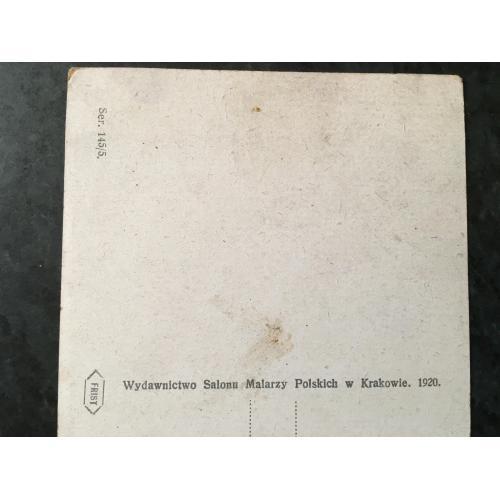 Ser. 145/5.
FRIST
Wydawnictwo Salonu Malarzy Polskich w Krakowie. 1920.